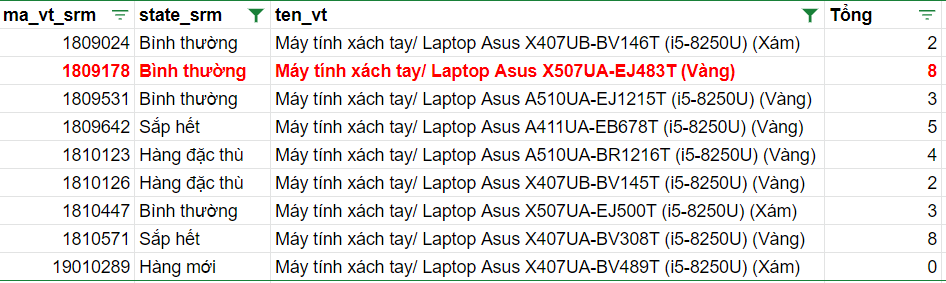 ma_vt_srm state_srm ten_vt Tổng
1809024 Bình thường Máy tính xách tay/ Laptop Asus X407UB-BV146T (i5-8250U) (Xám) 2
1809178 Bình thường Máy tính xách tay/ Laptop Asus X507UA-EJ483T (Vàng) 8
1809531 Bình thường Máy tính xách tay/ Laptop Asus A510UA-EJ1215T (i5-8250U) (Vàng) 3
1809642 Sắp hết Máy tính xách tay/ Laptop Asus A411UA-EB678T (i5-8250U) (Vàng) 5
1810123 Hàng đặc thù Máy tính xách tay/ Laptop Asus A510UA-BR1216T (i5-8250U) (Vàng) 4
1810126 Hàng đặc thù Máy tính xách tay/ Laptop Asus X407UB-BV145T (i5-8250U) (Vàng) 2
1810447 Bình thường Máy tính xách tay/ Laptop Asus X507UA-EJ500T (i5-8250U) (Xám) 3
1810571 Sắp hết Máy tính xách tay/ Laptop Asus X407UA-BV308T (i5-8250U) (Vàng) 8
19010289 Hàng mới Máy tính xách tay/ Laptop Asus X407UA-BV489T (i5-8250U) (Xám) 0